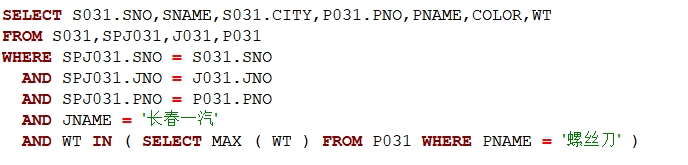 SELECT S031.SNO,SNAME,S031.CITY,P031.PNO,PNAME,COLOR,WT
FROM S031,SPJ031,J031,P031
WHERE SPJ031.SNO = S031.SNO
AND SPJ031.JNO = J031.JNO
AND SPJ031.PNO = P031.PNO
AND JNAME = '长春一汽'
AND WT IN ( SELECT MAX ( WT ) FROM P031 WHERE PNAME = '螺丝刀' )